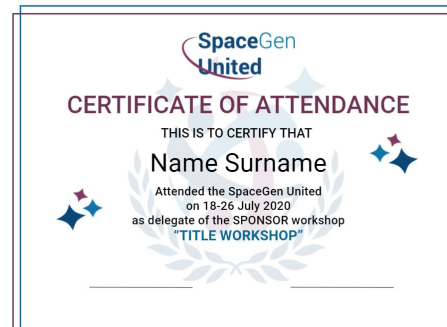 SpaceGen
United
CERTIFICATE OF ATTENDANCE
THIS IS TO CERTIFY THAT
Name Surname
Attended the SpaceGen United
on 18-26 July 2020
as delegate of the SPONSOR workshop
“TITLE WORKSHOP”